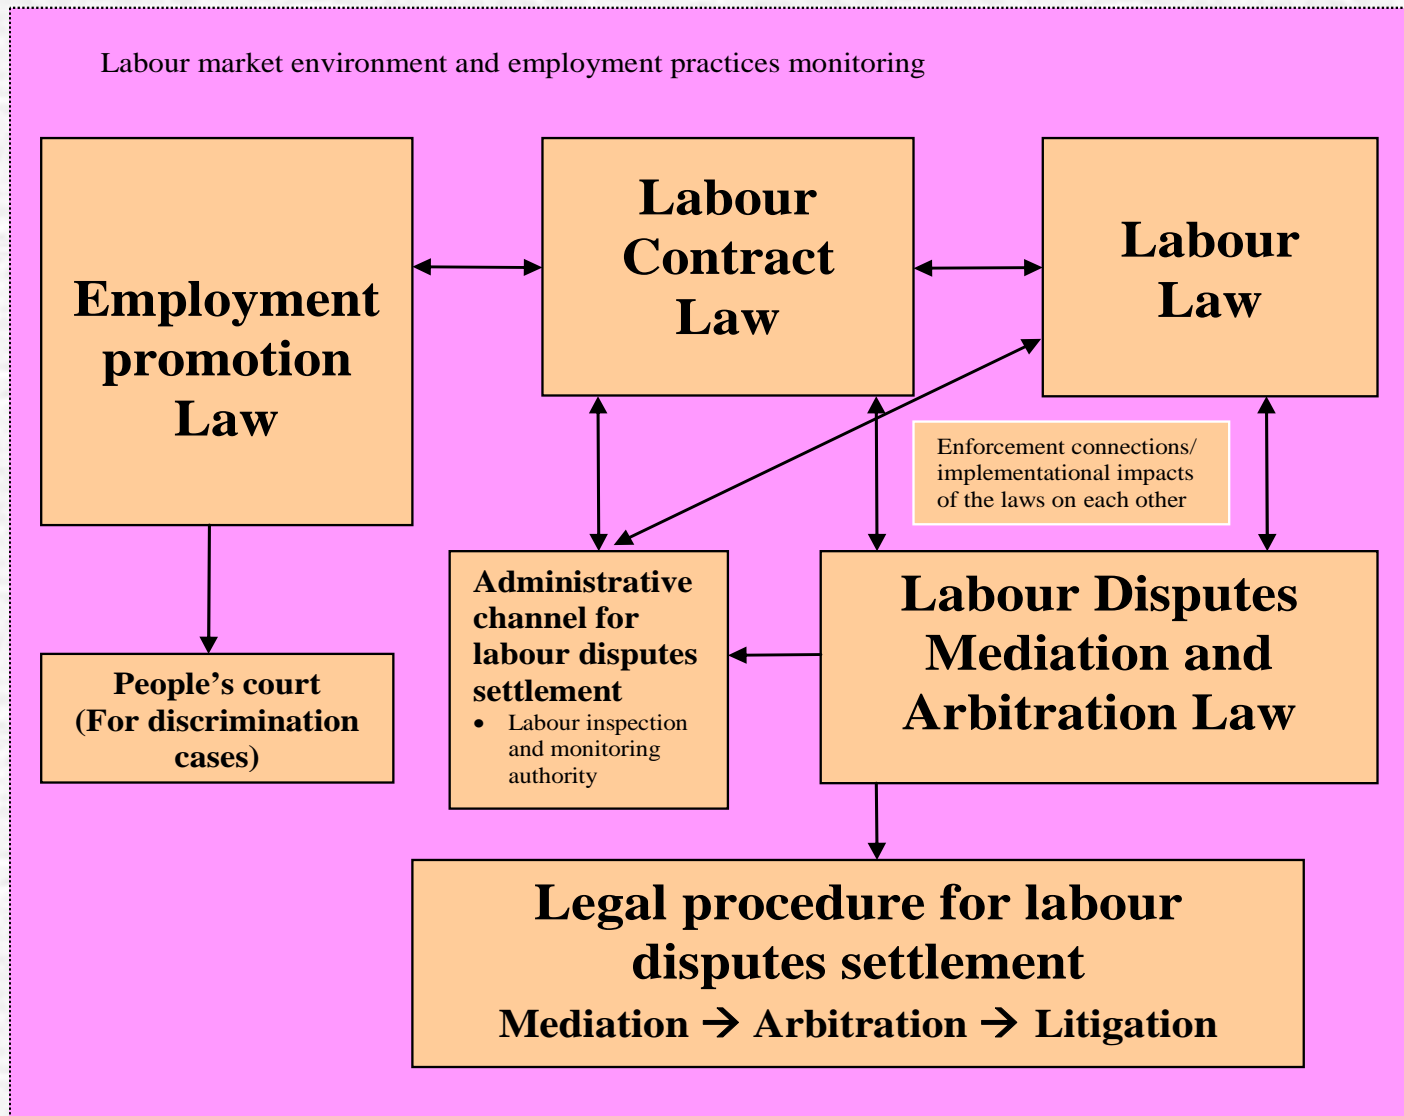 Labour market environment and employment practices monitoring
Employment
promotion
Law
Labour
Contract
Law
Labour
Law
Enforcement connections/
implementational impacts
of the laws on each other
People’s court
(For discrimination
cases)
Administrative
channel for
labour disputes
settlement
• Labour inspection
and monitoring
authority
Labour Disputes
Mediation and
Arbitration Law
Legal procedure for labour
disputes settlement
Mediation → Arbitration → Litigation